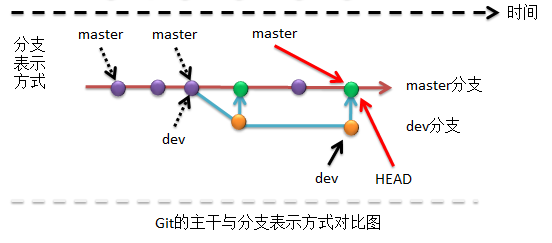 时间
分支
表示
方式
master
master
master
master分支
dev分支
dev
dev
HEAD
Git的主干与分支表示方式对比图